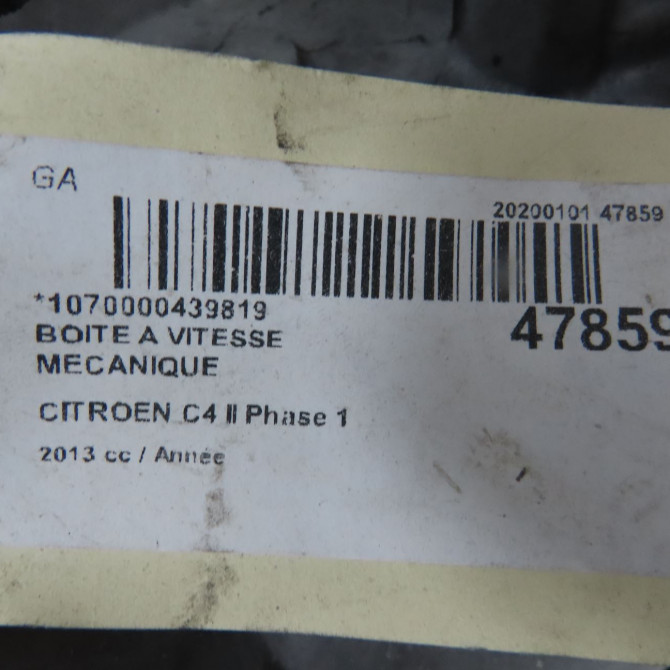 GA
20200101 47859
*1070000439819
47859
BOITE A VITESSE
MECANIQUE
CITROEN C4 II Phase 1
2013 cc / Année